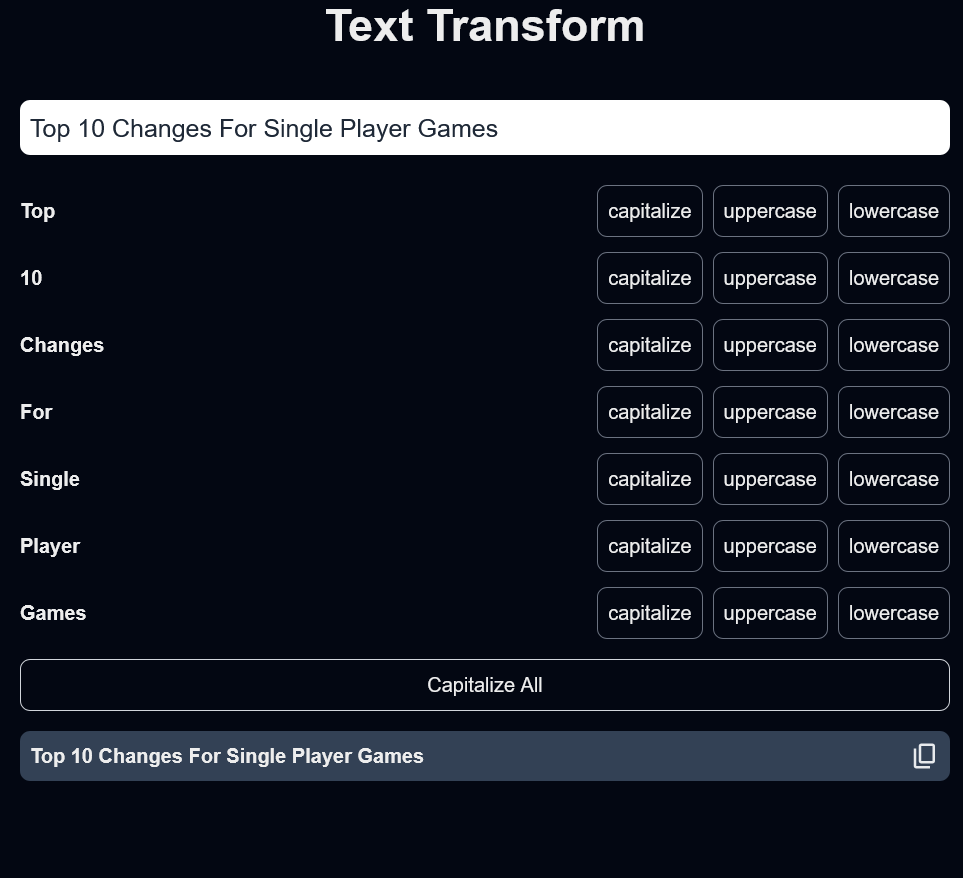 Text Transform
Top 10 Changes For Single Player Games
Top capitalize uppercase lowercase
10 capitalize uppercase lowercase
Changes capitalize uppercase lowercase
For capitalize uppercase lowercase
Single capitalize uppercase lowercase
Player capitalize uppercase lowercase
Games capitalize uppercase lowercase
Capitalize All
Top 10 Changes For Single Player Games